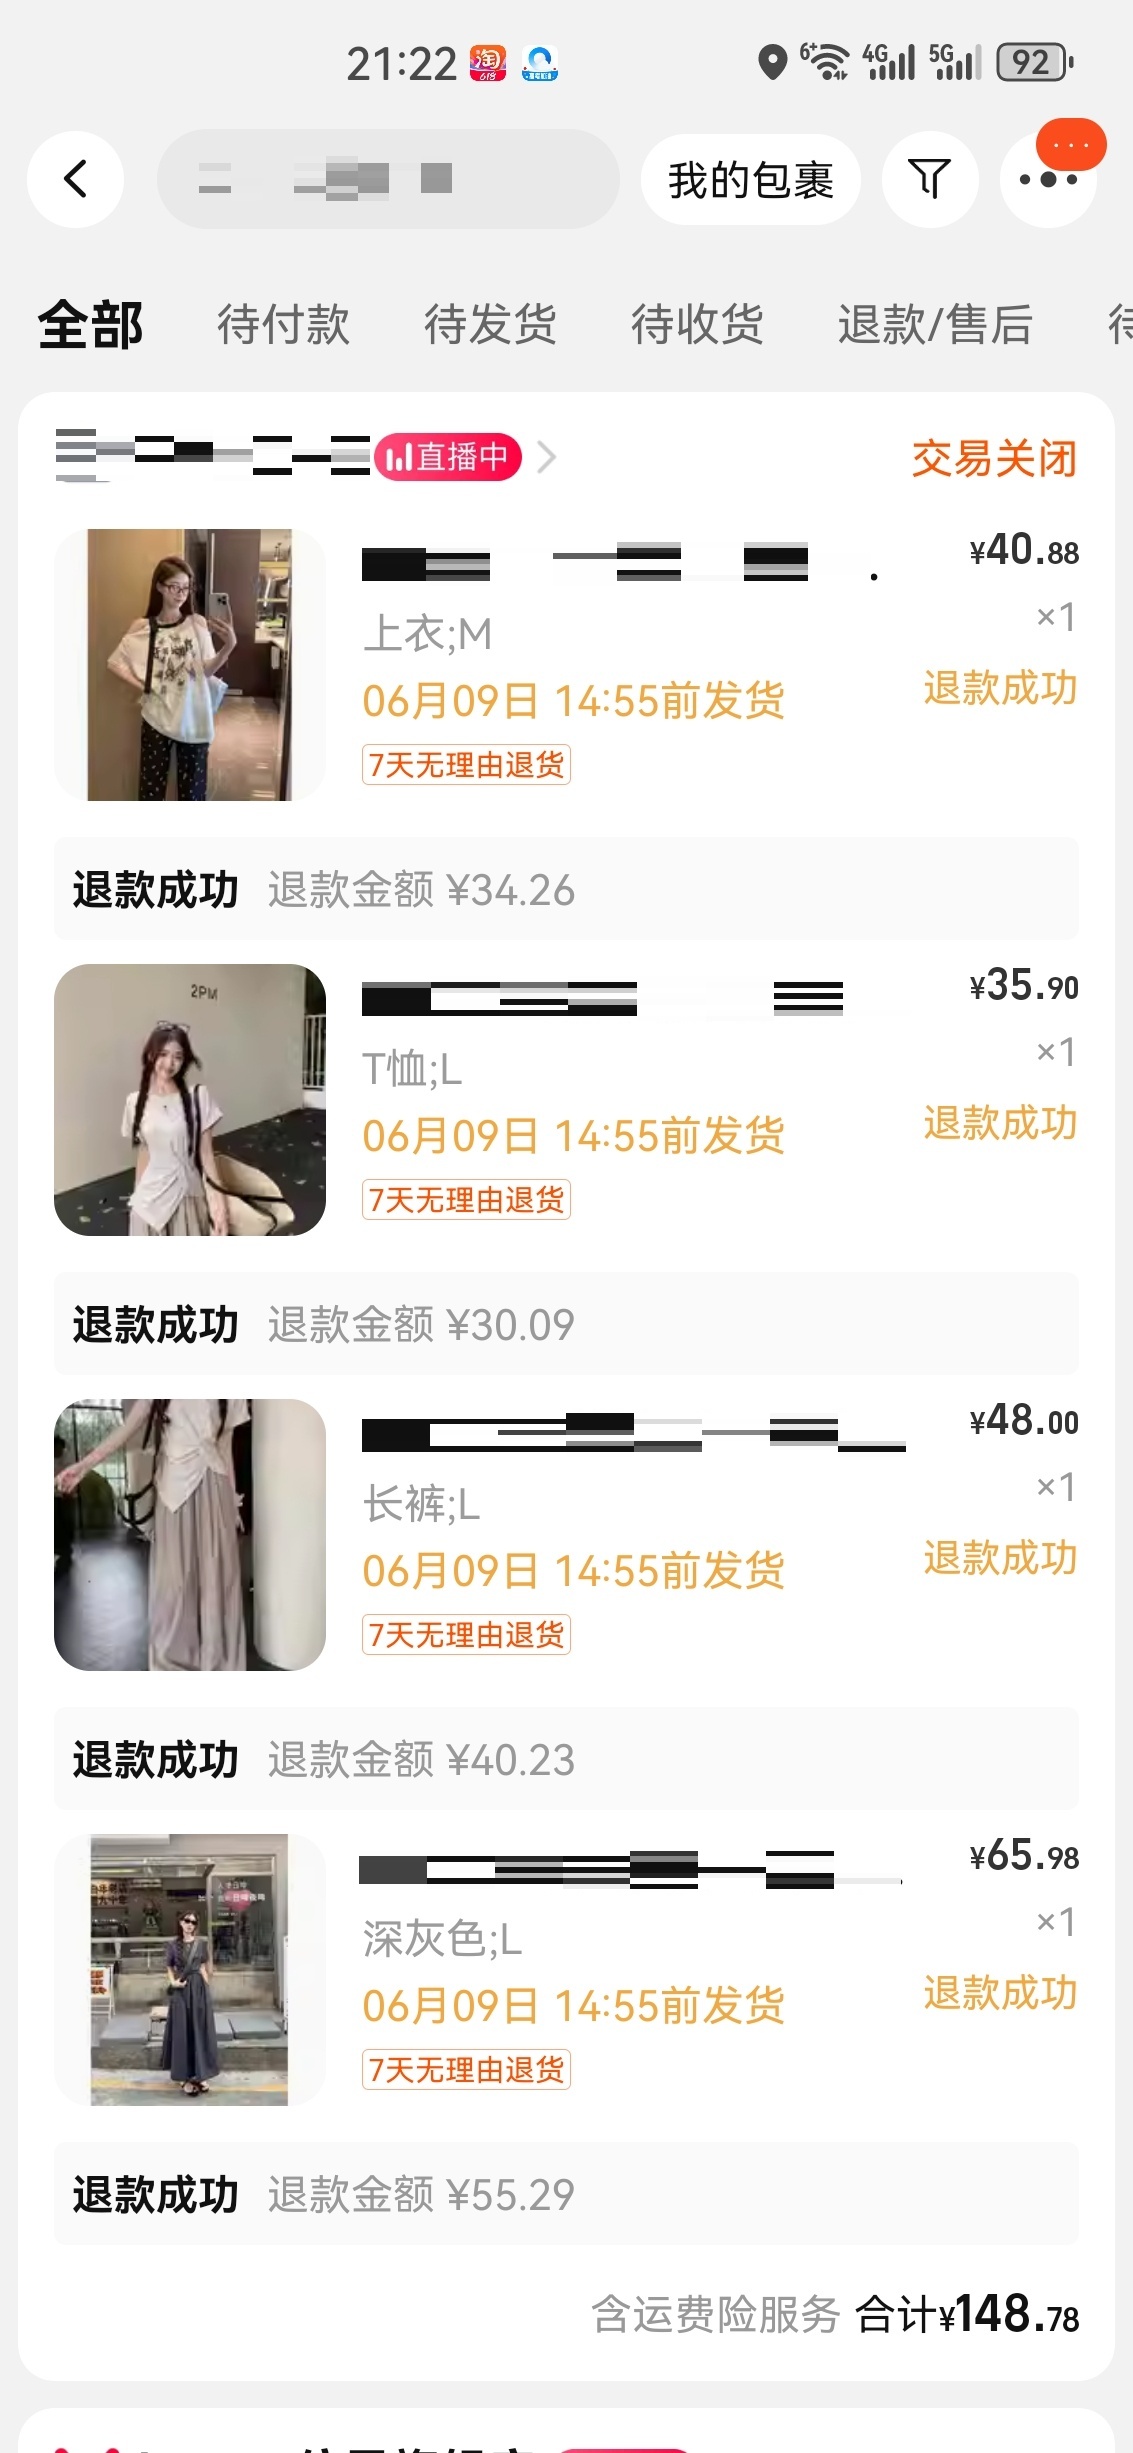 21:22
淘
618
6+
4G
5G
92
我的包裹
全部
待付款
待发货
待收货
退款/售后
直播中
交易关闭
¥40.88
×1
上衣;M
06月09日 14:55前发货
退款成功
7天无理由退货
退款成功 退款金额 ¥34.26
2PM
¥35.90
T恤;L
×1
06月09日 14:55前发货
退款成功
7天无理由退货
退款成功 退款金额 ¥30.09
¥48.00
长裤;L
×1
06月09日 14:55前发货
退款成功
7天无理由退货
退款成功 退款金额 ¥40.23
¥65.98
深灰色;L
×1
06月09日 14:55前发货
退款成功
7天无理由退货
退款成功 退款金额 ¥55.29
含运费险服务 合计¥148.78